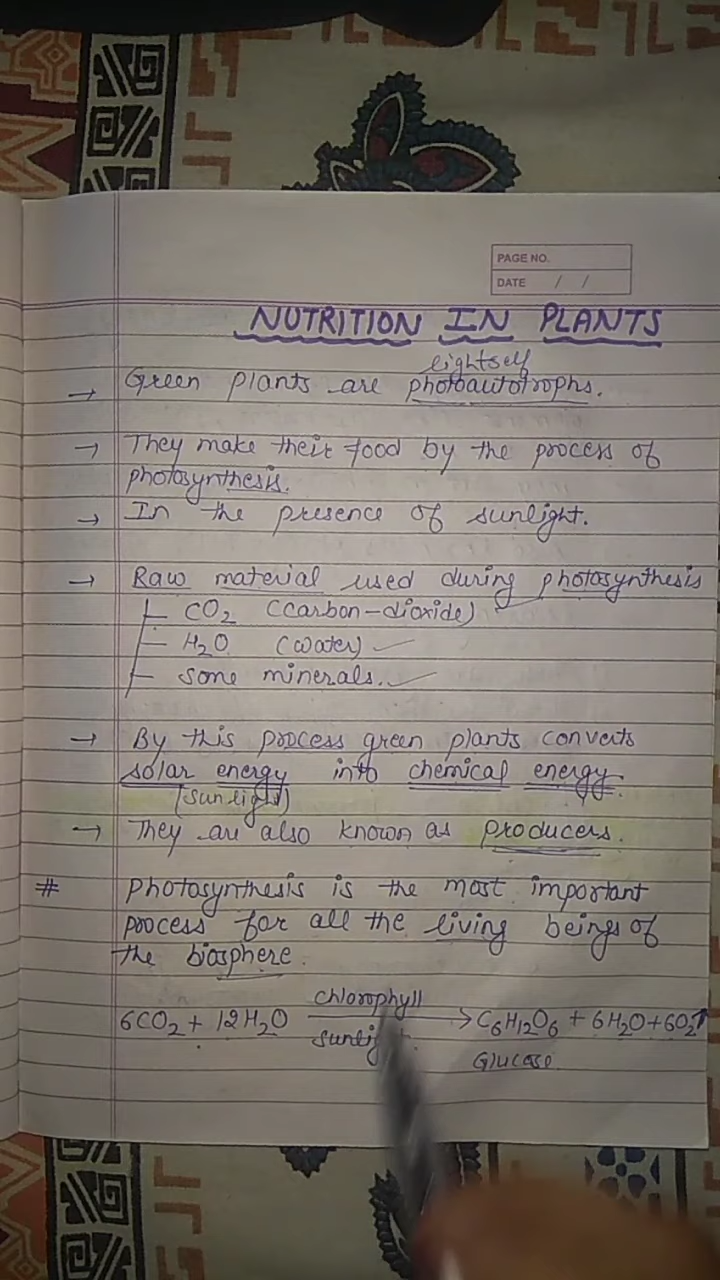 PAGE NO.
DATE / /
NUTRITION IN PLANTS
light self
→ Green plants are photoautotrophs.
→ They make their food by the process of
photosynthesis.
→ In the presence of sunlight.
→ Raw material used during photosynthesis
CO₂ (Carbon-dioxide)
H₂O (water)
Some minerals.
→ By this process green plants converts
solar energy into chemical energy.
(Sunlight)
→ They are also known as producers.
# Photosynthesis is the most important
process for all the living beings of
the biosphere.
chlorophyll
6CO₂ + 12H₂O → C₆H₁₂O₆ + 6H₂O + 6O₂↑
sunlight
Glucose